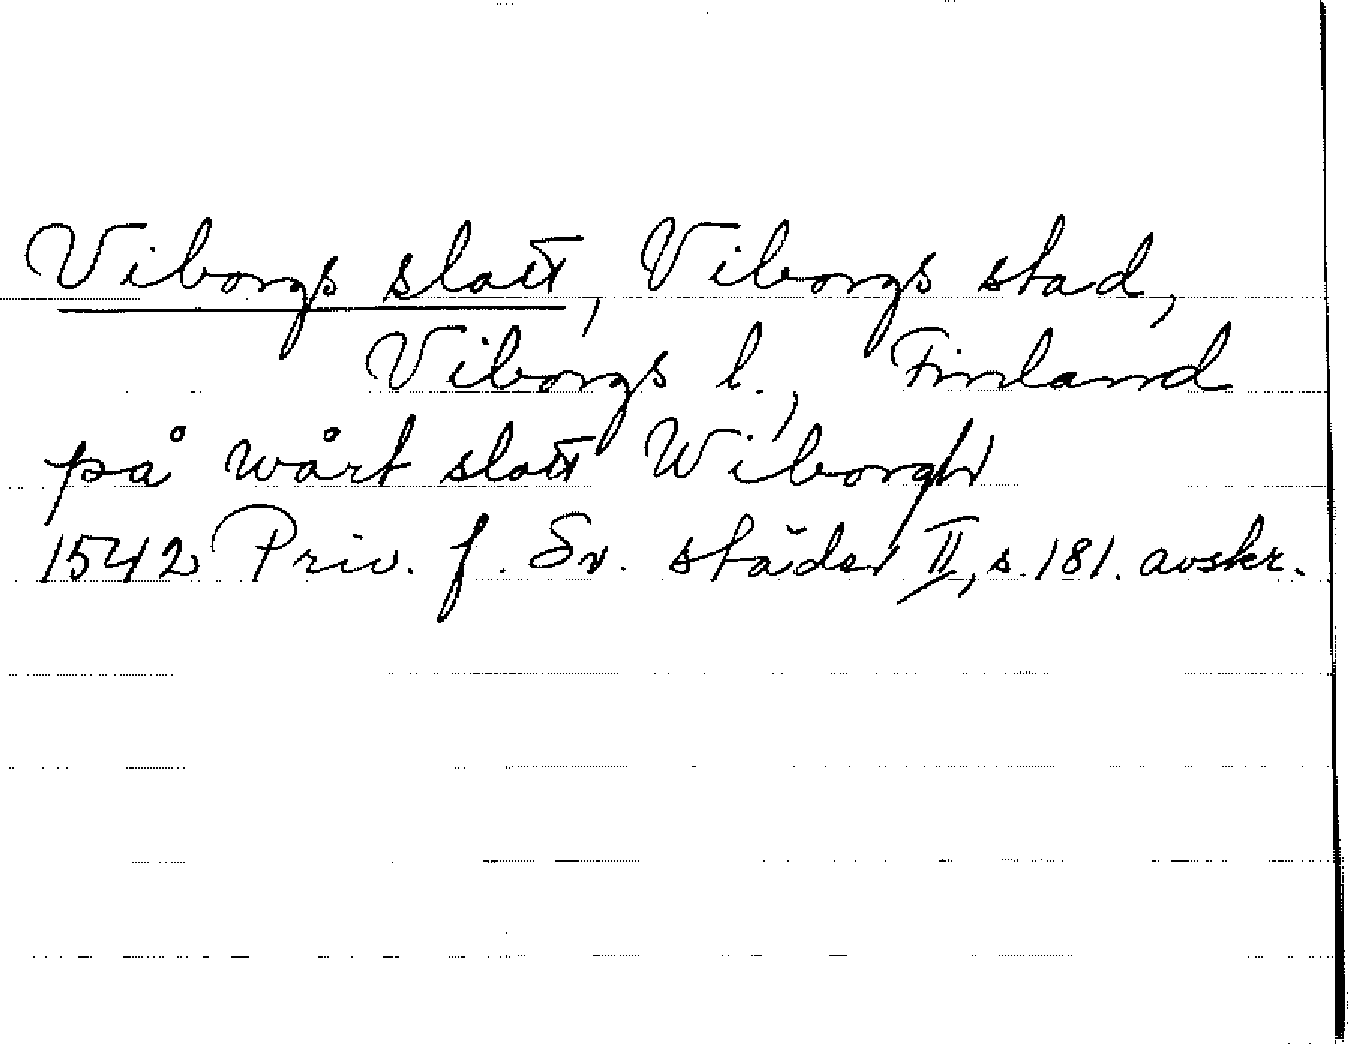 Viborgs slott, Viborgs stad,
Viborgs l., Finland
på wårt slott Wiborgh
1542 Priv. f. Sv. städer II, s. 181. avskr.